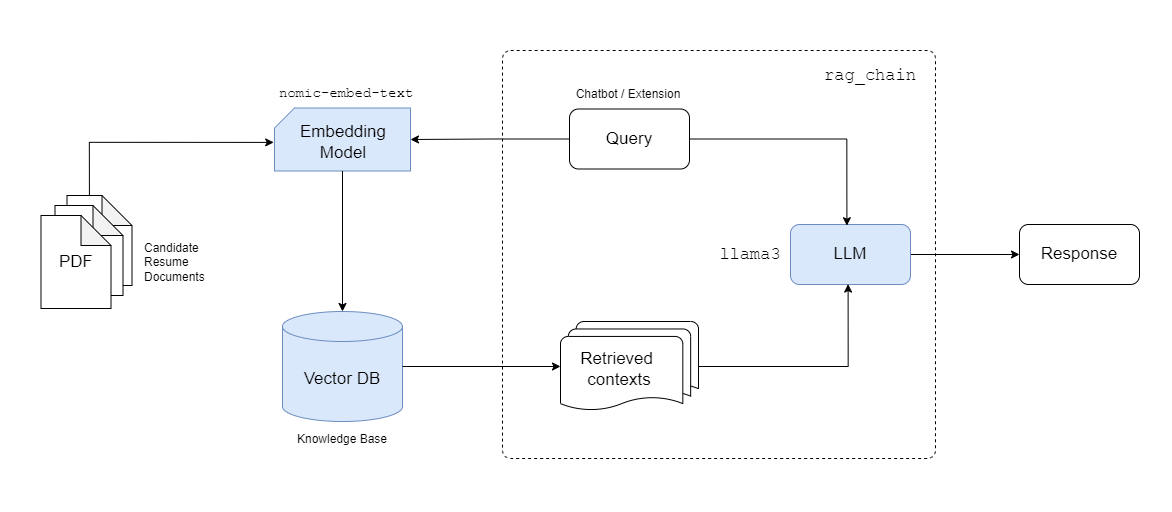 rag_chain
nomic-embed-text
Chatbot / Extension
Embedding
Model
Query
PDF
Candidate
Resume
Documents
llama3
LLM
Response
Vector DB
Retrieved
contexts
Knowledge Base